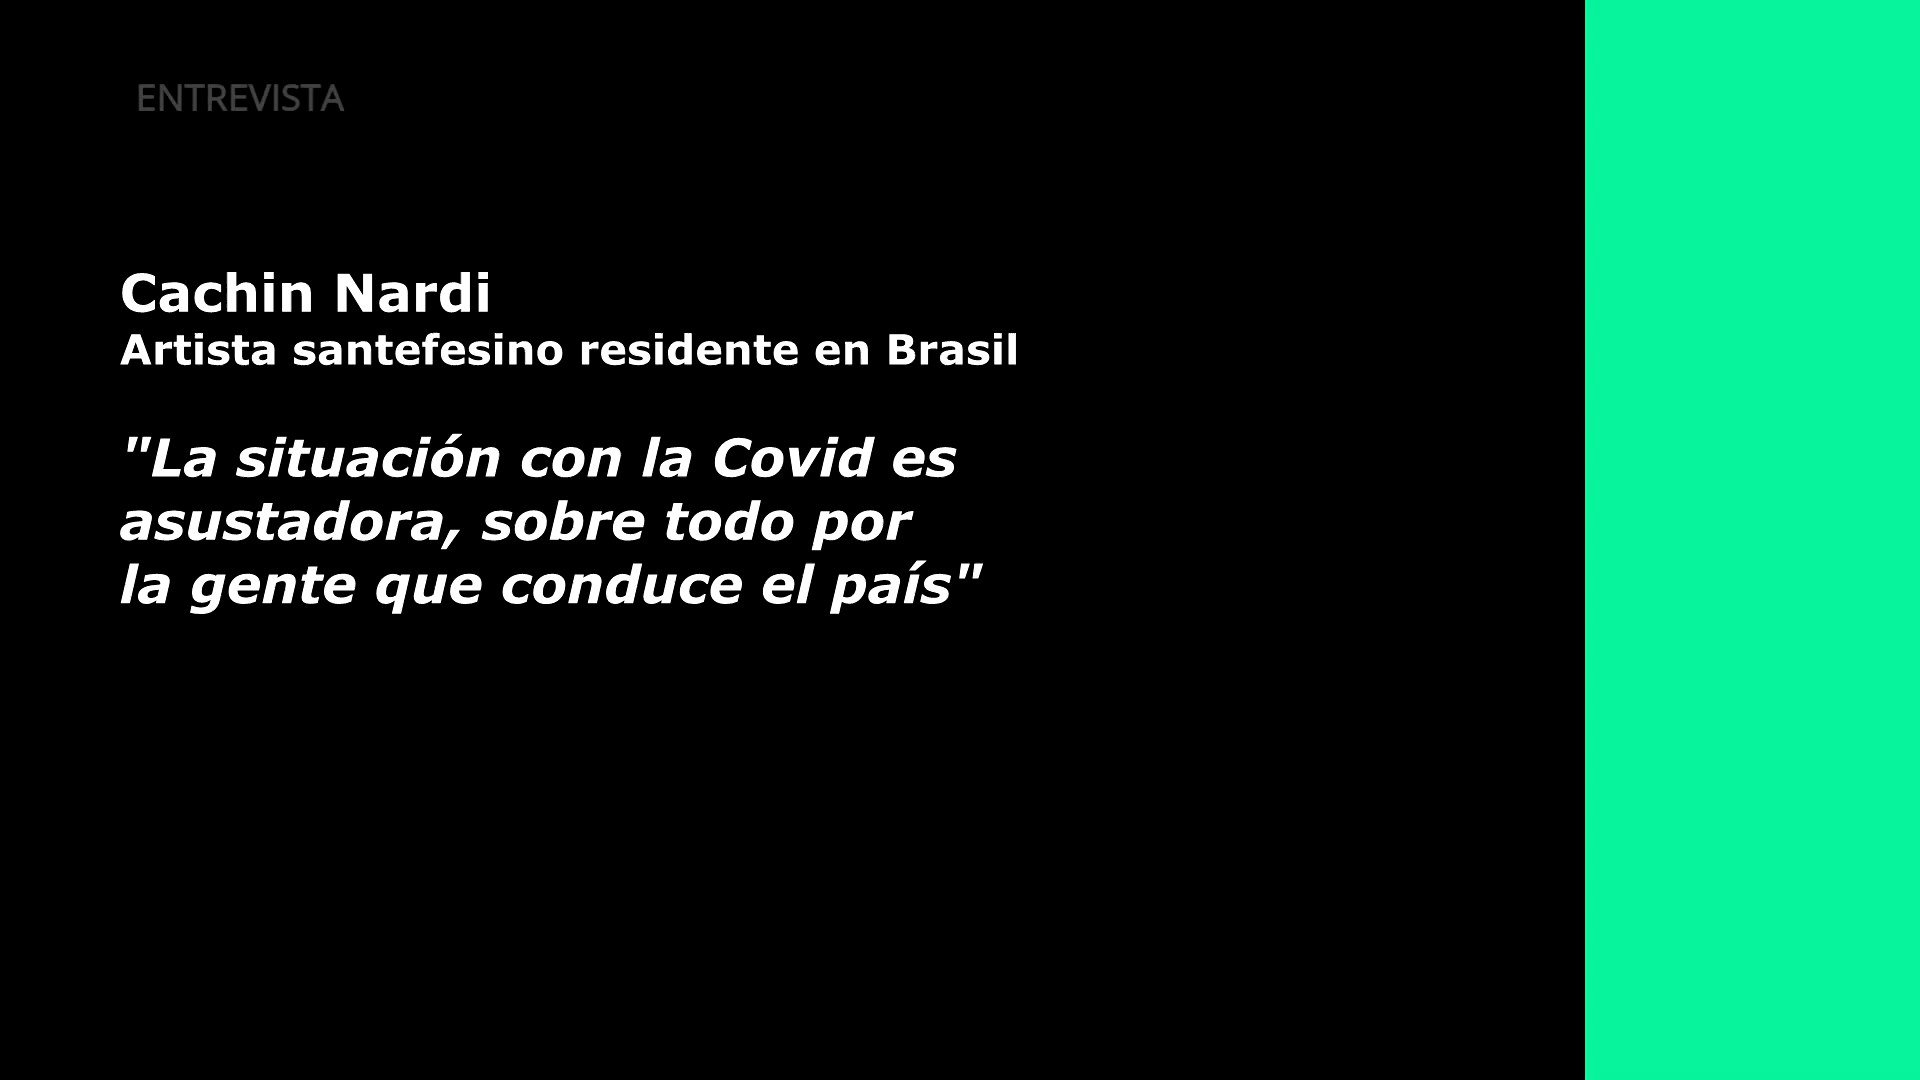 ENTREVISTA
Cachin Nardi
Artista santefesino residente en Brasil
"La situación con la Covid es
asustadora, sobre todo por
la gente que conduce el país"